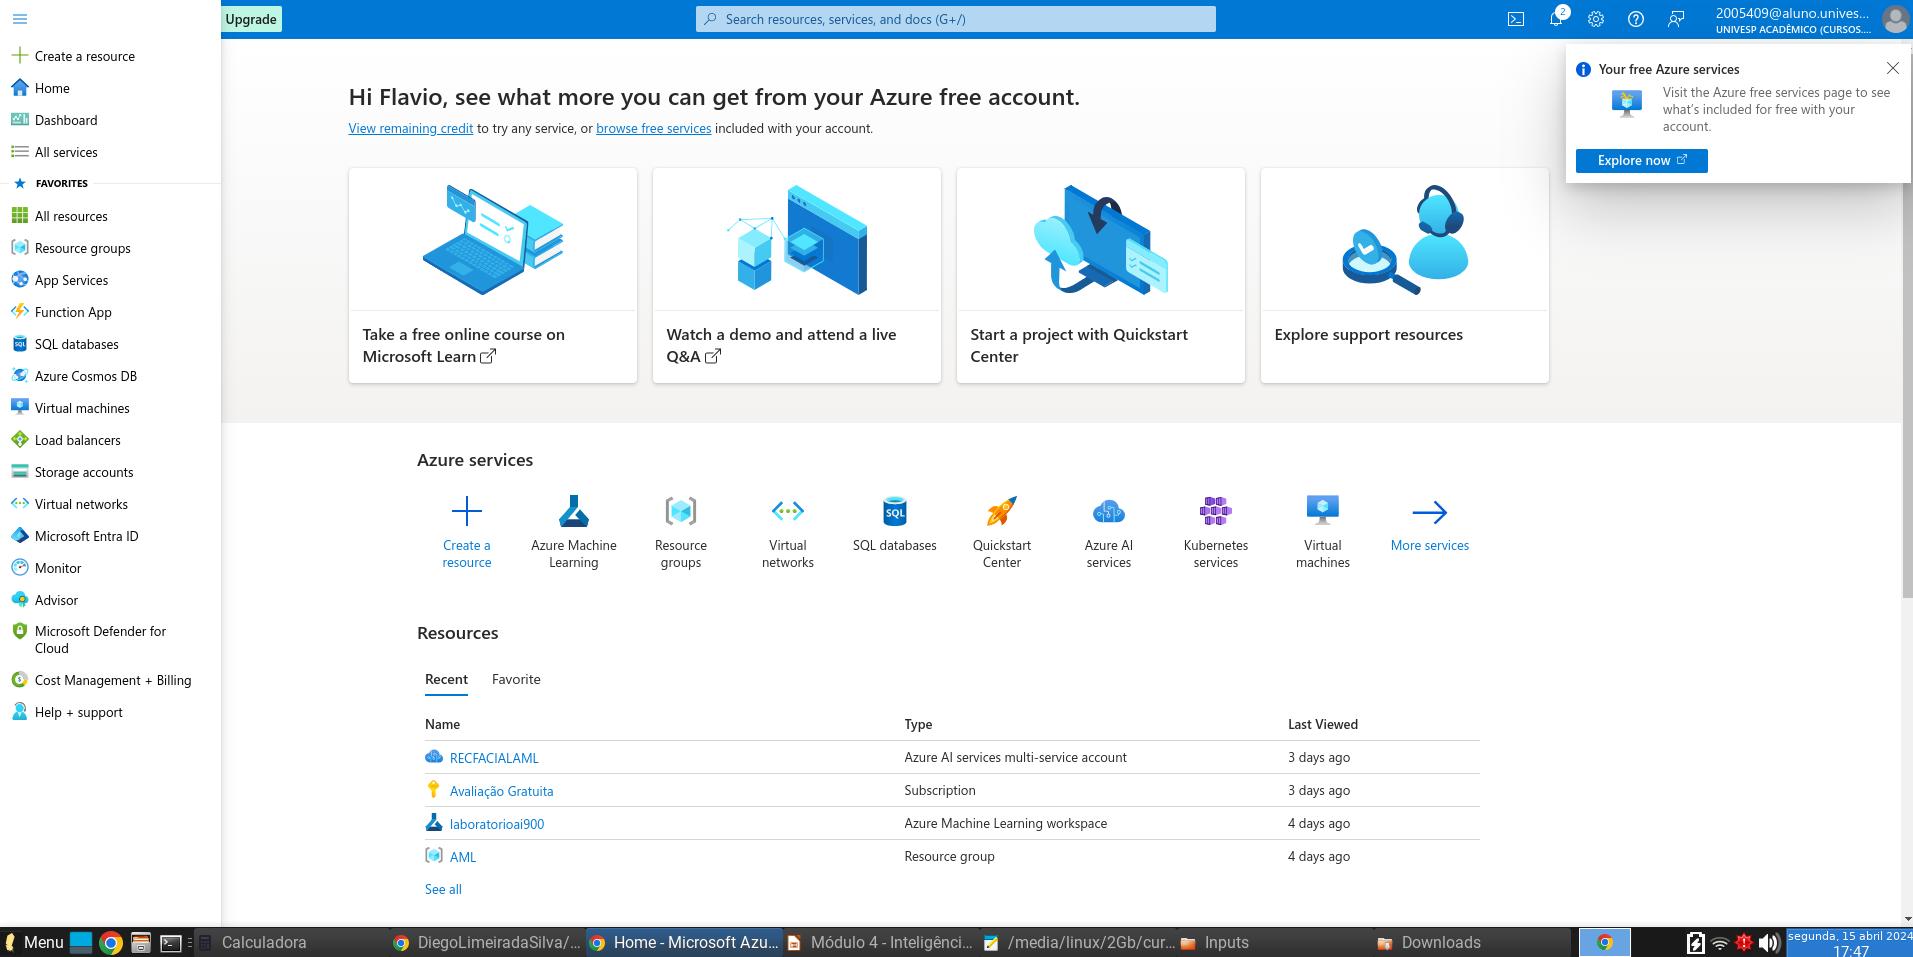 Upgrade
Search resources, services, and docs (G+/)
2
2005409@aluno.unives...
UNIVESP ACADÊMICO (CURSOS....
Create a resource
Home
Dashboard
All services
FAVORITES
All resources
Resource groups
App Services
Function App
SQL databases
Azure Cosmos DB
Virtual machines
Load balancers
Storage accounts
Virtual networks
Microsoft Entra ID
Monitor
Advisor
Microsoft Defender for
Cloud
Cost Management + Billing
Help + support
Your free Azure services
Visit the Azure free services page to see
what's included for free with your
account.
Explore now
Hi Flavio, see what more you can get from your Azure free account.
View remaining credit to try any service, or browse free services included with your account.
Take a free online course on
Microsoft Learn
Watch a demo and attend a live
Q&A
Start a project with Quickstart
Center
Explore support resources
Azure services
Create a
resource
Azure Machine
Learning
Resource
groups
Virtual
networks
SQL
SQL databases
Quickstart
Center
Azure AI
services
Kubernetes
services
Virtual
machines
More services
Resources
Recent Favorite
Name Type Last Viewed
RECFACIALAML Azure AI services multi-service account 3 days ago
Avaliação Gratuita Subscription 3 days ago
laboratorioai900 Azure Machine Learning workspace 4 days ago
AML Resource group 4 days ago
See all
Menu
Calculadora
DiegoLimeiradaSilva/...
Home - Microsoft Azu...
Módulo 4 - Inteligênci...
/media/linux/2Gb/cur...
Inputs
Downloads
segunda, 15 abril 2024
17:47